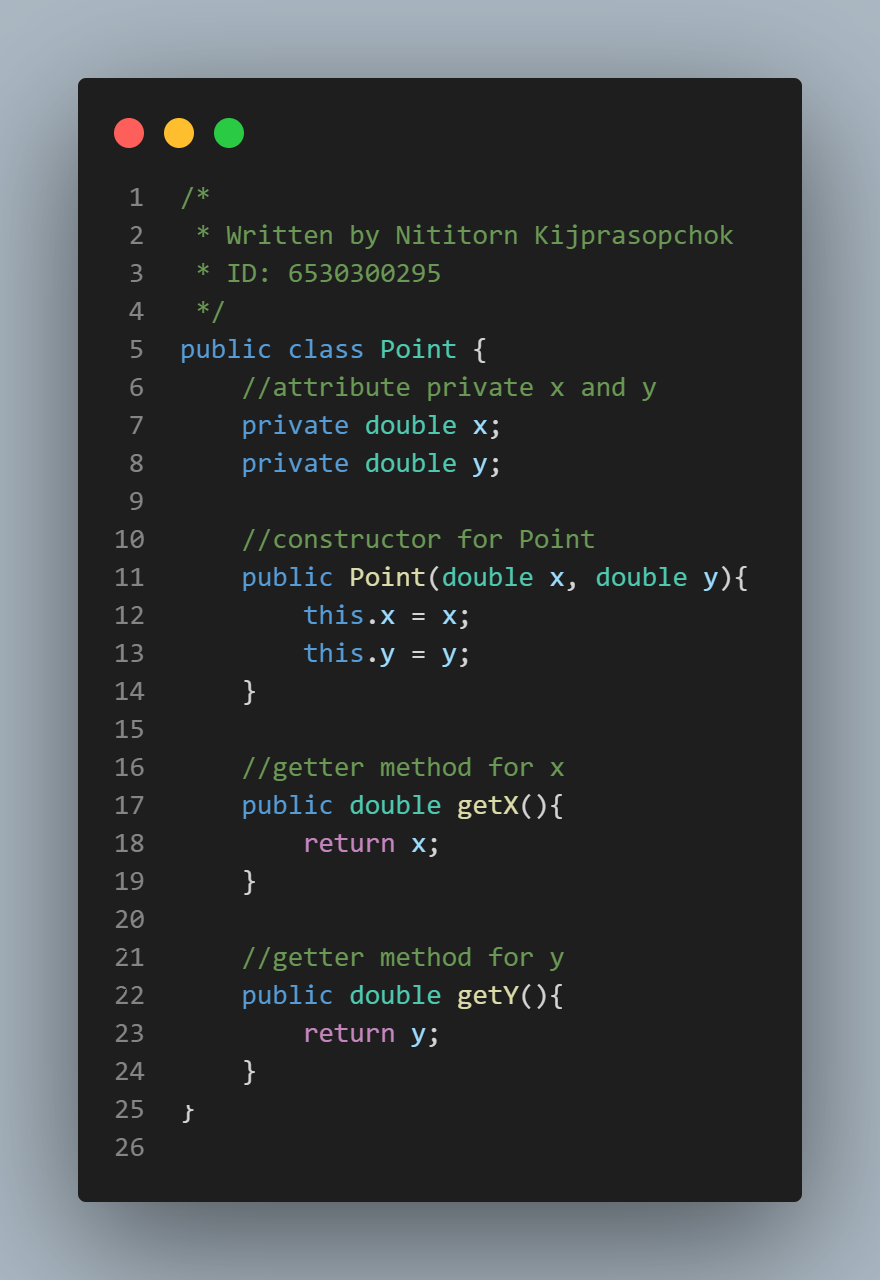 1 /*
2  * Written by Nititorn Kijprasopchok
3  * ID: 6530300295
4  */
5 public class Point {
6     //attribute private x and y
7     private double x;
8     private double y;
9
10     //constructor for Point
11     public Point(double x, double y){
12         this.x = x;
13         this.y = y;
14     }
15
16     //getter method for x
17     public double getX(){
18         return x;
19     }
20
21     //getter method for y
22     public double getY(){
23         return y;
24     }
25 }
26